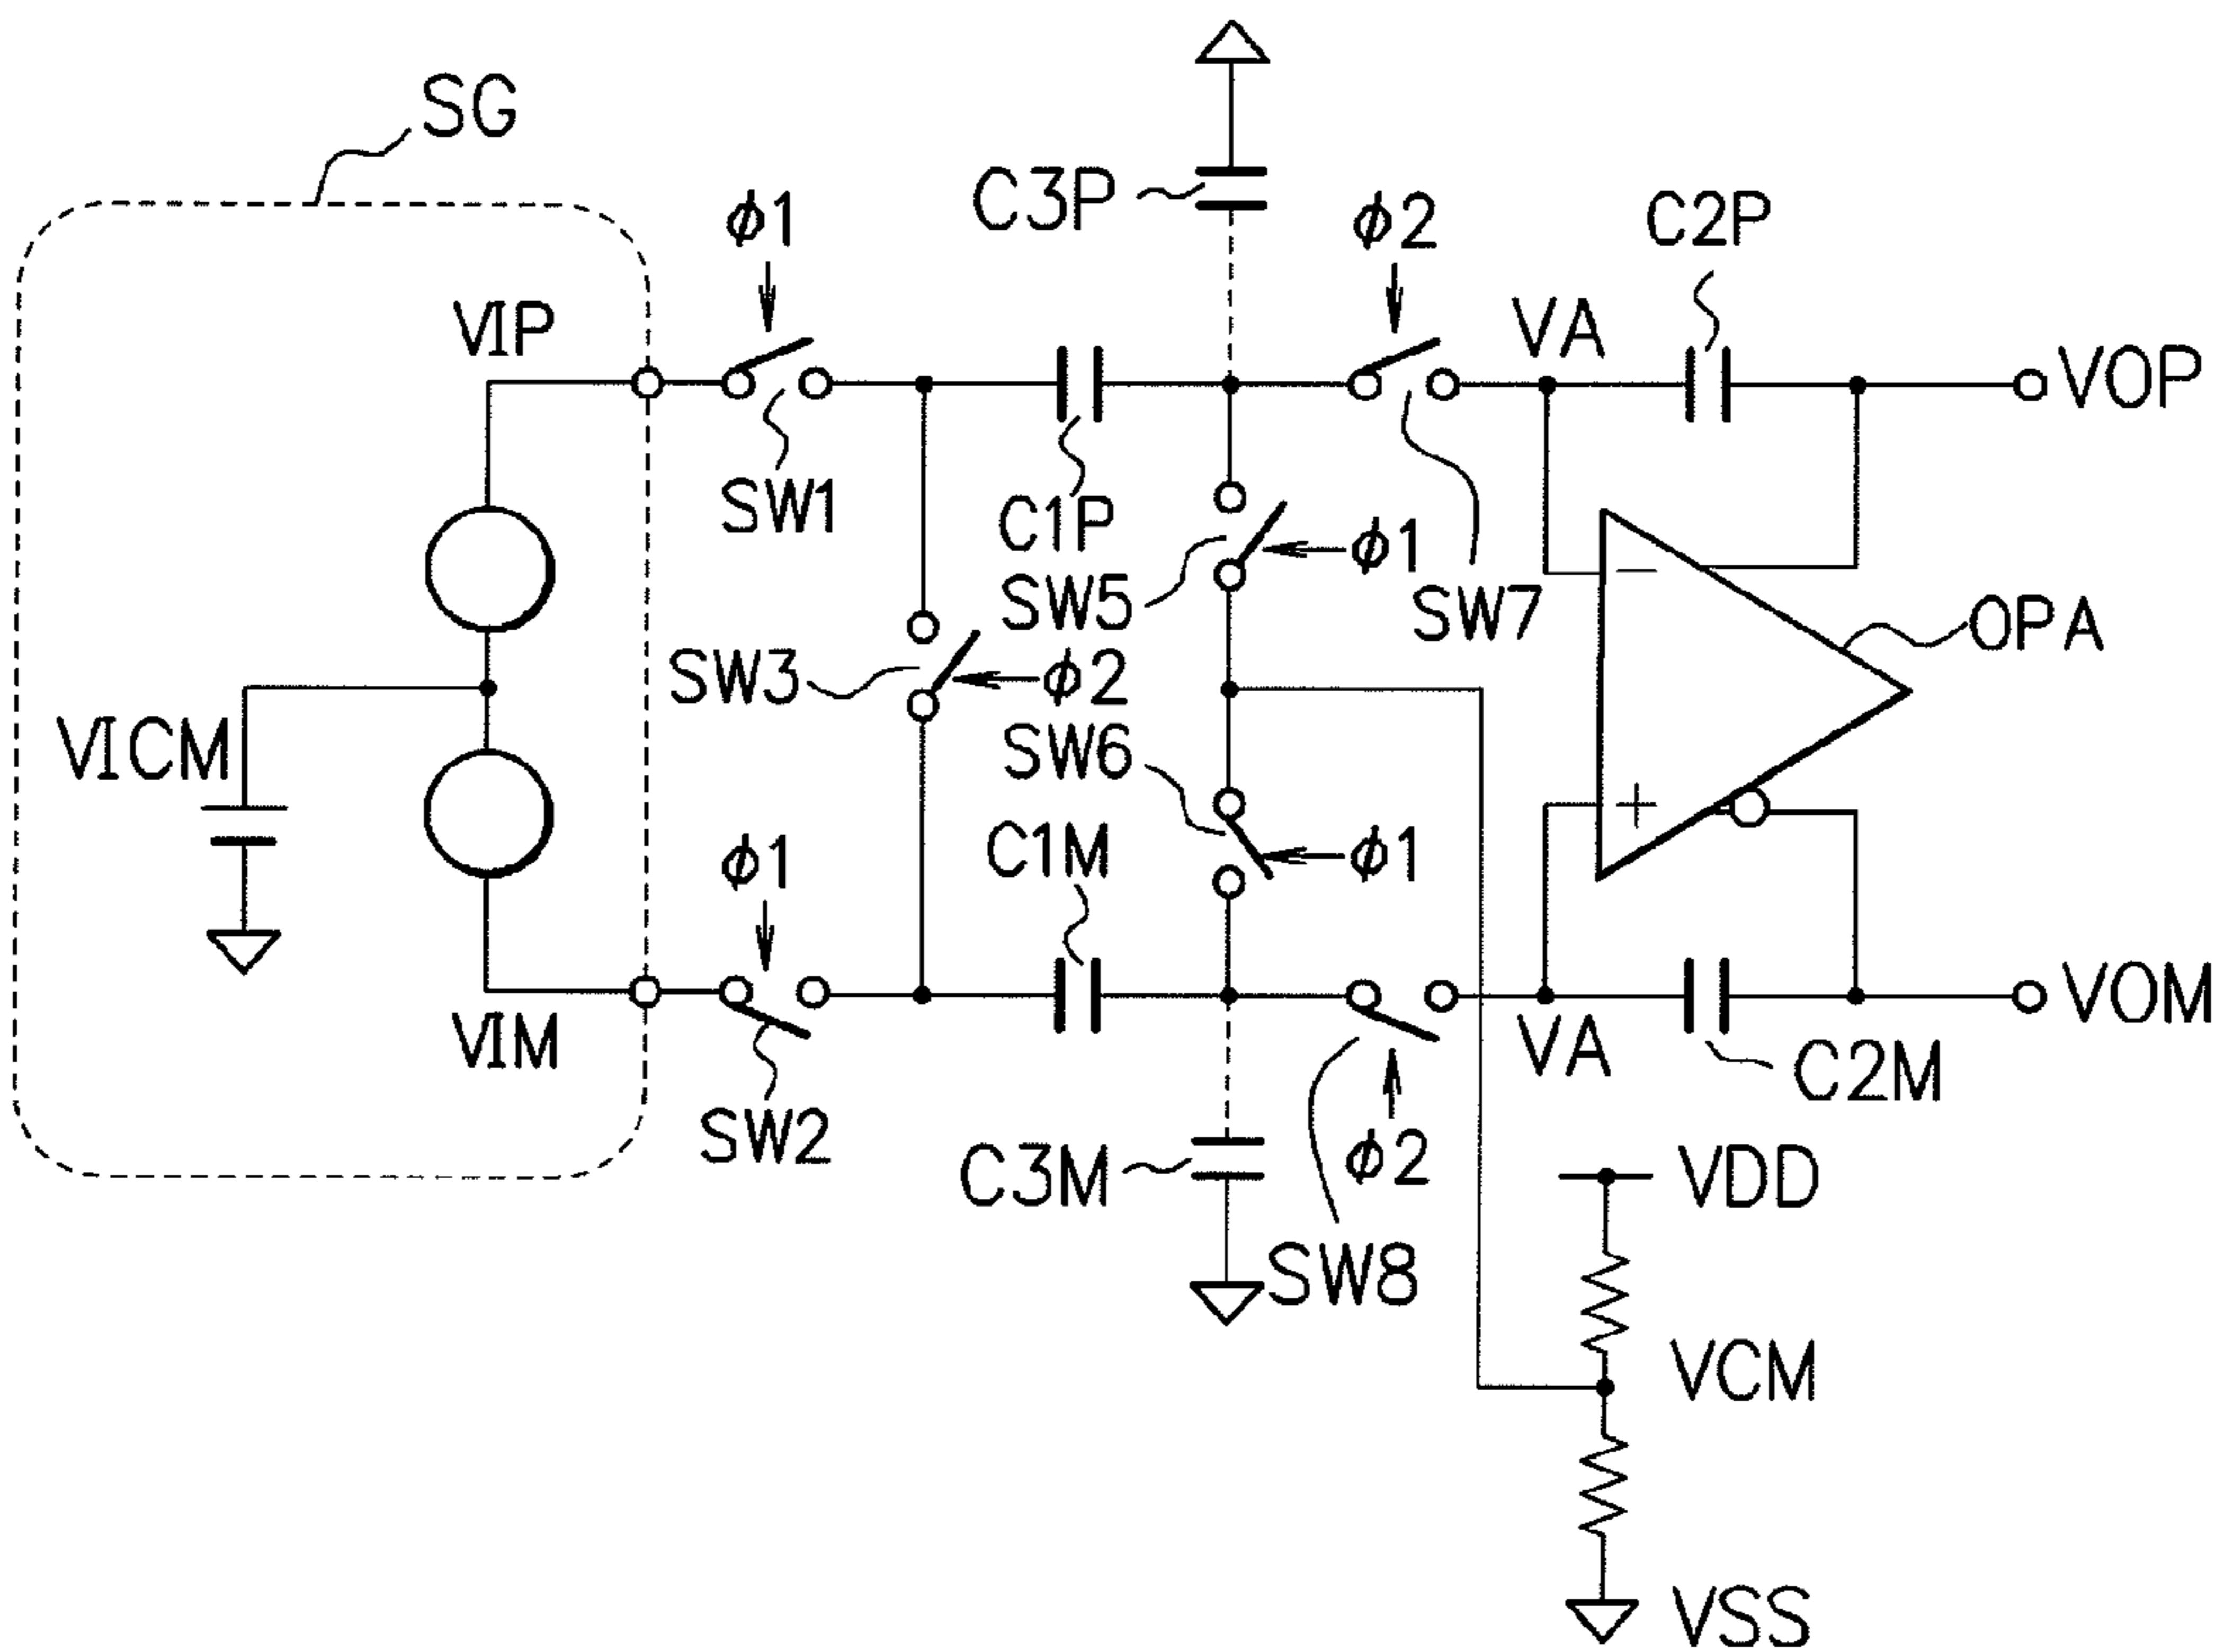 SG
C3P
ϕ1
ϕ2
C2P
VIP
VA
VOP
SW1
C1P
ϕ1
SW5
SW7
OPA
SW3
ϕ2
VICM
SW6
−
+
ϕ1
C1M
ϕ1
VIM
VA
VOM
SW2
C3M
ϕ2
C2M
SW8
VDD
VCM
VSS